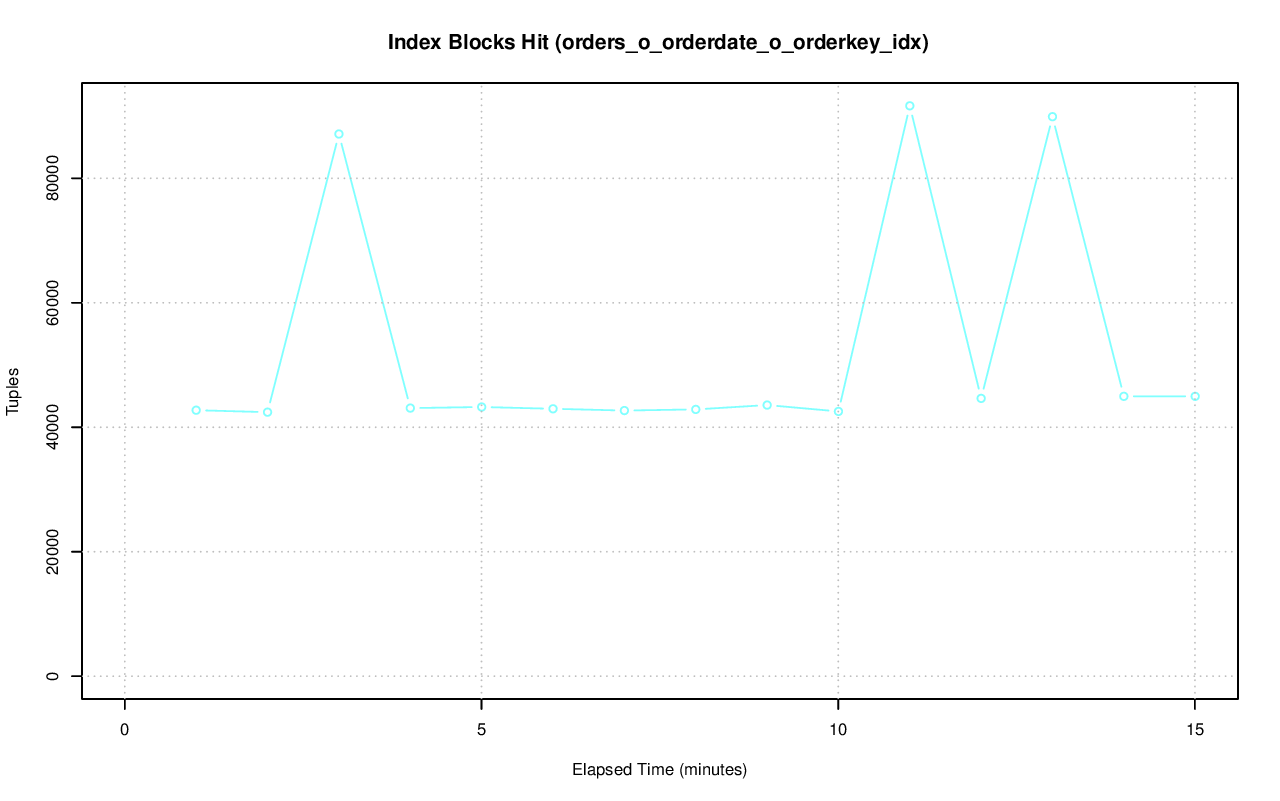 Index Blocks Hit (orders_o_orderdate_o_orderkey_idx)
Tuples
80000
60000
40000
20000
0
0 5 10 15
Elapsed Time (minutes)